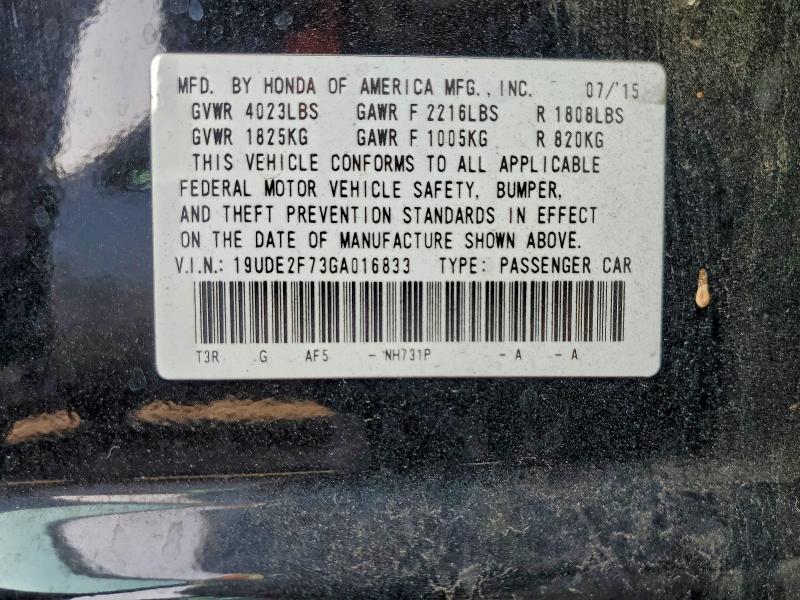 MFD. BY HONDA OF AMERICA MFG., INC. 07/'15
GVWR 4023LBS GAWR F 2216LBS R 1808LBS
GVWR 1825KG GAWR F 1005KG R 820KG
THIS VEHICLE CONFORMS TO ALL APPLICABLE
FEDERAL MOTOR VEHICLE SAFETY, BUMPER,
AND THEFT PREVENTION STANDARDS IN EFFECT
ON THE DATE OF MANUFACTURE SHOWN ABOVE.
V.I.N.: 19UDE2F73GA016833 TYPE: PASSENGER CAR
T3R G AF5 - NH731P - A - A